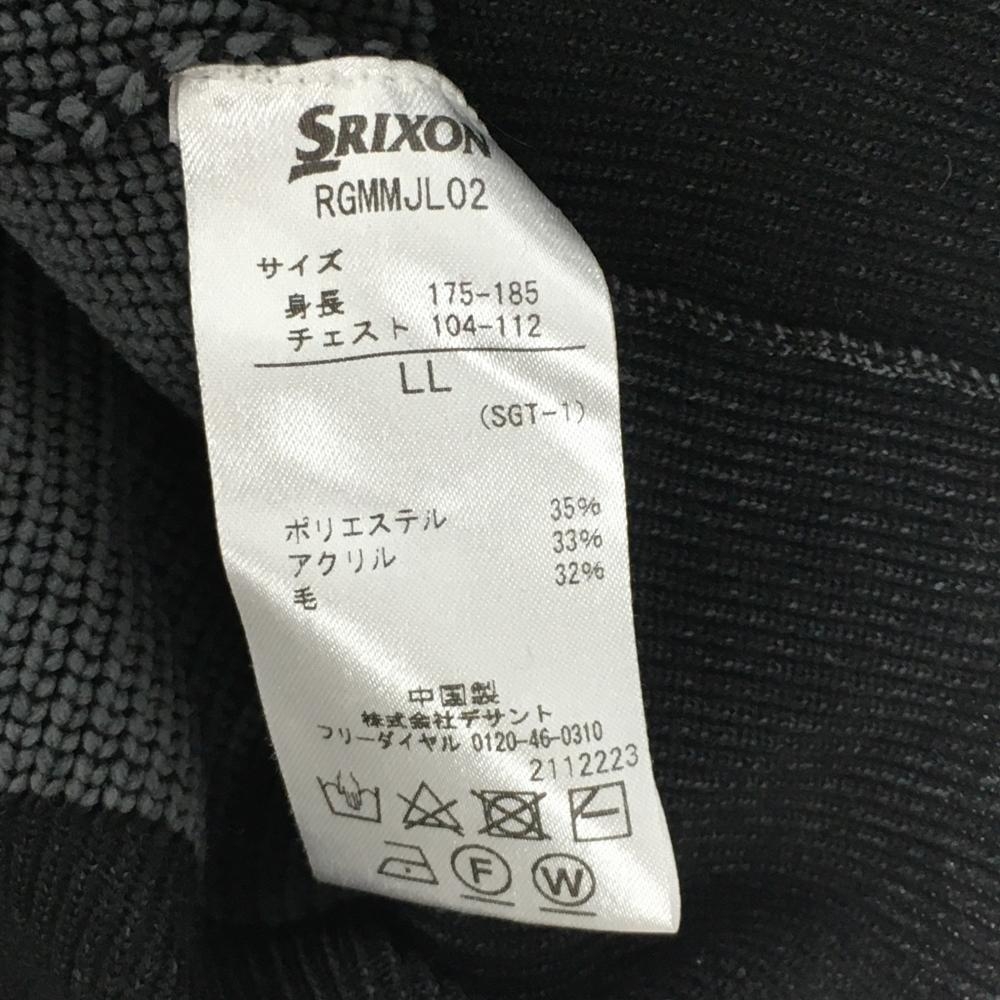 SRIXON
RGMMJL02
サイズ
身長 175-185
チェスト 104-112
LL
(SGT-1)
ポリエステル 35%
アクリル 33%
毛 32%
中国製
株式会社デサント
フリーダイヤル 0120-46-0310
2112223
F W